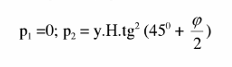 p₁ =0; p₂ = y.H.tg² (45⁰ + φ/2)